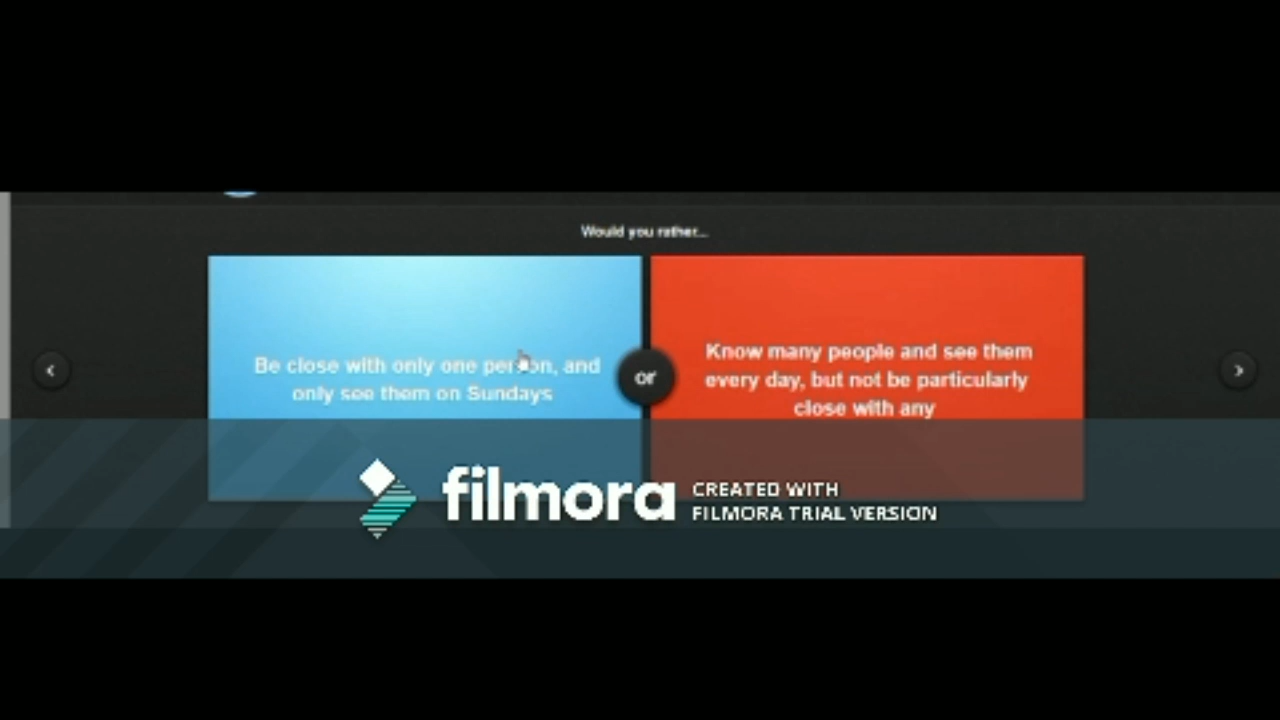 Would you rather...
Be close with only one person, and
only see them on Sundays
or
Know many people and see them
every day, but not be particularly
close with any
filmora
CREATED WITH
FILMORA TRIAL VERSION